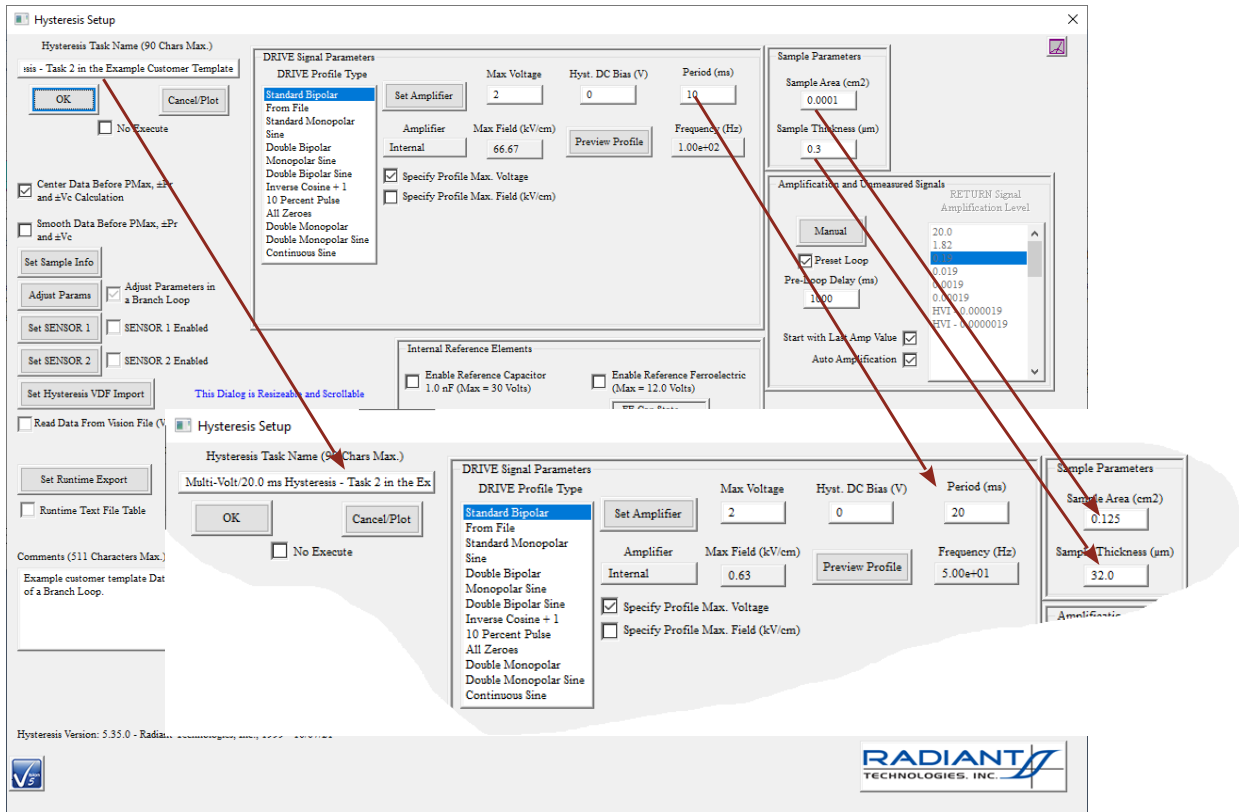 Hysteresis Setup
Hysteresis Task Name (90 Chars Max.)
- Task 2 in the Example Customer Template
OK
Cancel/Plot
No Execute
Center Data Before PMax, ±Pr
and ±Vc Calculation
Smooth Data Before PMax, ±Pr
and ±Vc
Set Sample Info
Adjust Params
Adjust Parameters in
a Branch Loop
Set SENSOR 1
SENSOR 1 Enabled
Set SENSOR 2
SENSOR 2 Enabled
Set Hysteresis VDF Import
This Dialog is Resizeable and Scrollable
Read Data From Vision File (V
Set Runtime Export
Runtime Text File Table
Comments (511 Characters Max.)
Example customer template Dat
of a Branch Loop.
DRIVE Signal Parameters
DRIVE Profile Type
Standard Bipolar
From File
Standard Monopolar
Sine
Double Bipolar
Monopolar Sine
Double Bipolar Sine
Inverse Cosine + 1
10 Percent Pulse
All Zeroes
Double Monopolar
Double Monopolar Sine
Continuous Sine
Set Amplifier
Max Voltage
2
Hyst. DC Bias (V)
0
Period (ms)
10
Amplifier
Internal
Max Field (kV/cm)
66.67
Preview Profile
Frequency (Hz)
1.00e+02
Specify Profile Max. Voltage
Specify Profile Max. Field (kV/cm)
Sample Parameters
Sample Area (cm2)
0.0001
Sample Thickness (µm)
0.3
Amplification and Unmeasured Signals
RETURN Signal
Amplification Level
Manual
Preset Loop
Pre-Loop Delay (ms)
1000
Start with Last Amp Value
Auto Amplification
20.0
1.82
0.019
0.0019
0.00019
HVI - 0.000019
HVI - 0.0000019
Internal Reference Elements
Enable Reference Capacitor
1.0 nF (Max = 30 Volts)
Enable Reference Ferroelectric
(Max = 12.0 Volts)
Hysteresis Setup
Hysteresis Task Name (90 Chars Max.)
Multi-Volt/20.0 ms Hysteresis - Task 2 in the Ex
OK
Cancel/Plot
No Execute
DRIVE Signal Parameters
DRIVE Profile Type
Standard Bipolar
From File
Standard Monopolar
Sine
Double Bipolar
Monopolar Sine
Double Bipolar Sine
Inverse Cosine + 1
10 Percent Pulse
All Zeroes
Double Monopolar
Double Monopolar Sine
Continuous Sine
Set Amplifier
Max Voltage
2
Hyst. DC Bias (V)
0
Period (ms)
20
Amplifier
Internal
Max Field (kV/cm)
0.63
Preview Profile
Frequency (Hz)
5.00e+01
Specify Profile Max. Voltage
Specify Profile Max. Field (kV/cm)
Sample Parameters
Sample Area (cm2)
0.125
Sample Thickness (µm)
32.0
Hysteresis Version: 5.35.0 - Radiant
V5
RADIANT
TECHNOLOGIES, INC.